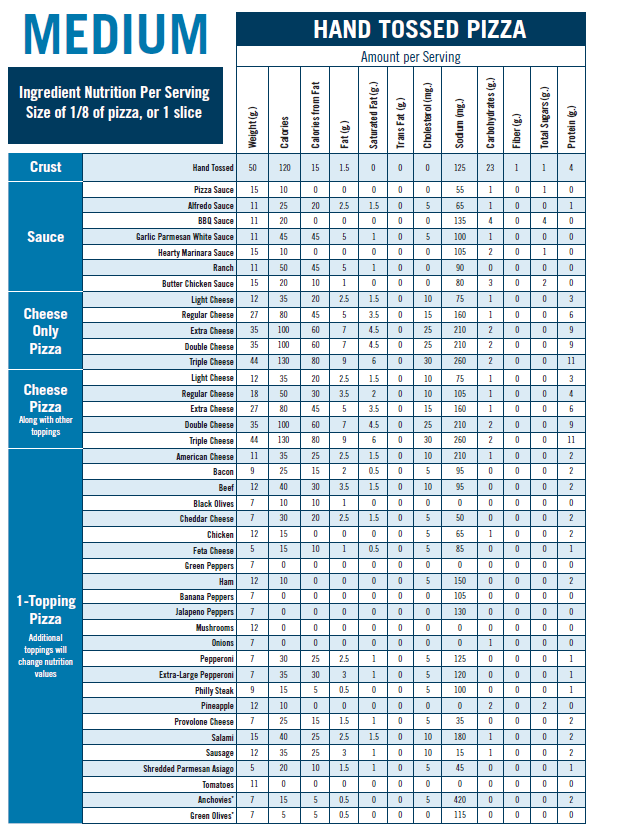 MEDIUM
HAND TOSSED PIZZA
Amount per Serving
Ingredient Nutrition Per Serving
Size of 1/8 of pizza, or 1 slice
Weight (g.) Calories Calories from Fat Fat (g.) Saturated Fat (g.) Trans Fat (g.) Cholesterol (mg.) Sodium (mg.) Carbohydrates (g.) Fiber (g.) Total Sugars (g.) Protein (g.)
Crust
Hand Tossed 50 120 15 1.5 0 0 0 125 23 1 1 4
Sauce
Pizza Sauce 15 10 0 0 0 0 0 55 1 0 1 0
Alfredo Sauce 11 25 20 2.5 1.5 0 5 65 1 0 0 1
BBQ Sauce 11 20 0 0 0 0 0 135 4 0 4 0
Garlic Parmesan White Sauce 11 45 45 5 1 0 5 100 1 0 0 0
Hearty Marinara Sauce 15 10 0 0 0 0 0 105 2 0 1 0
Ranch 11 50 45 5 1 0 0 90 0 0 0 0
Butter Chicken Sauce 15 20 10 1 0 0 0 80 3 0 2 0
Cheese
Only
Pizza
Light Cheese 12 35 20 2.5 1.5 0 10 75 1 0 0 3
Regular Cheese 27 80 45 5 3.5 0 15 160 1 0 0 6
Extra Cheese 35 100 60 7 4.5 0 25 210 2 0 0 9
Double Cheese 35 100 60 7 4.5 0 25 210 2 0 0 9
Triple Cheese 44 130 80 9 6 0 30 260 2 0 0 11
Cheese
Pizza
Along with other
toppings
Light Cheese 12 35 20 2.5 1.5 0 10 75 1 0 0 3
Regular Cheese 18 50 30 3.5 2 0 10 105 1 0 0 4
Extra Cheese 27 80 45 5 3.5 0 15 160 1 0 0 6
Double Cheese 35 100 60 7 4.5 0 25 210 2 0 0 9
Triple Cheese 44 130 80 9 6 0 30 260 2 0 0 11
1-Topping
Pizza
Additional
toppings will
change nutrition
values
American Cheese 11 35 25 2.5 1.5 0 10 210 1 0 0 2
Bacon 9 25 15 2 0.5 0 5 95 0 0 0 2
Beef 12 40 30 3.5 1.5 0 10 95 0 0 0 2
Black Olives 7 10 10 1 0 0 0 0 0 0 0 0
Cheddar Cheese 7 30 20 2.5 1.5 0 5 50 0 0 0 2
Chicken 12 15 0 0 0 0 5 65 1 0 0 2
Feta Cheese 5 15 10 1 0.5 0 5 85 0 0 0 1
Green Peppers 7 0 0 0 0 0 0 0 0 0 0 0
Ham 12 10 0 0 0 0 5 150 0 0 0 2
Banana Peppers 7 0 0 0 0 0 0 105 0 0 0 0
Jalapeno Peppers 7 0 0 0 0 0 0 130 0 0 0 0
Mushrooms 12 0 0 0 0 0 0 0 0 0 0 0
Onions 7 0 0 0 0 0 0 0 1 0 0 0
Pepperoni 7 30 25 2.5 1 0 5 125 0 0 0 1
Extra-Large Pepperoni 7 35 30 3 1 0 5 120 0 0 0 1
Philly Steak 9 15 5 0.5 0 0 5 100 0 0 0 1
Pineapple 12 10 0 0 0 0 0 0 2 0 2 0
Provolone Cheese 7 25 15 1.5 1 0 5 35 0 0 0 2
Salami 15 40 25 2.5 1.5 0 10 180 1 0 0 2
Sausage 12 35 25 3 1 0 10 15 1 0 0 2
Shredded Parmesan Asiago 5 20 10 1.5 1 0 5 45 0 0 0 1
Tomatoes 11 0 0 0 0 0 0 0 0 0 0 0
Anchovies* 7 15 5 0.5 0 0 5 420 0 0 0 2
Green Olives* 7 5 5 0.5 0 0 0 115 0 0 0 0